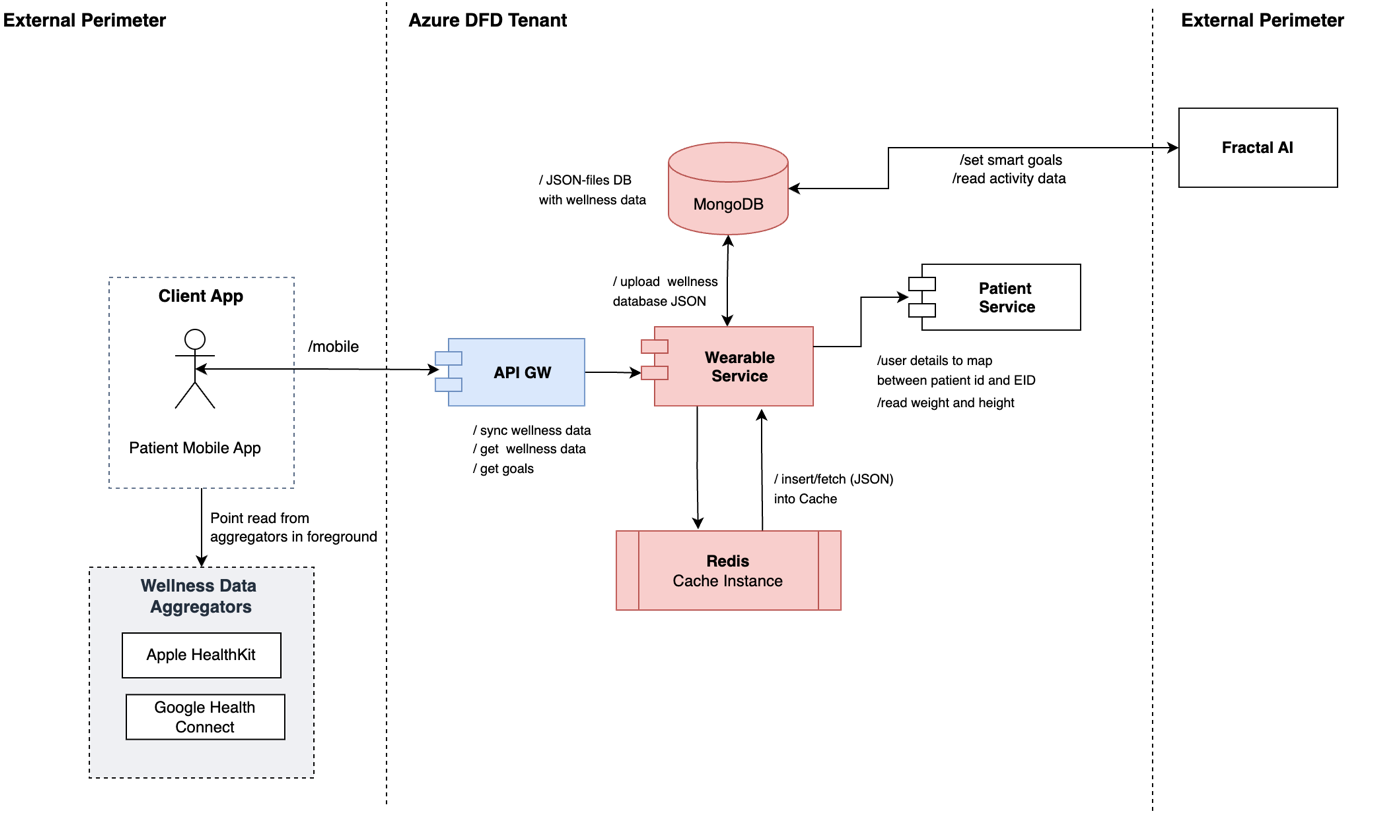 External Perimeter
Azure DFD Tenant
External Perimeter
Fractal AI
/set smart goals
/read activity data
/ JSON-files DB
with wellness data
MongoDB
/ upload  wellness
database JSON
Patient
Service
Client App
/mobile
API GW
Wearable
Service
/user details to map
between patient id and EID
/read weight and height
Patient Mobile App
/ sync wellness data
/ get  wellness data
/ get goals
/ insert/fetch (JSON)
into Cache
Point read from
aggregators in foreground
Redis
Cache Instance
Wellness Data
Aggregators
Apple HealthKit
Google Health
Connect